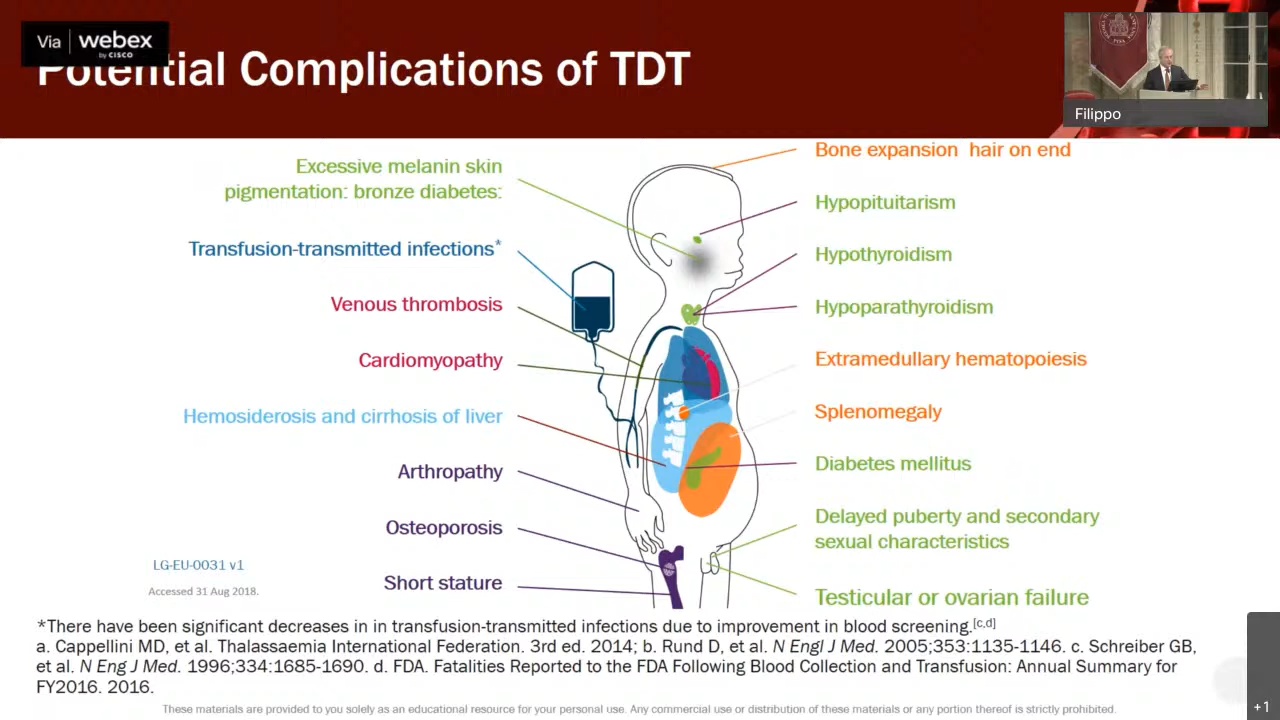 Via webex
by CISCO
Potential Complications of TDT
Filippo
Excessive melanin skin
pigmentation: bronze diabetes:
Transfusion-transmitted infections*
Venous thrombosis
Cardiomyopathy
Hemosiderosis and cirrhosis of liver
Arthropathy
Osteoporosis
Short stature
LG-EU-0031 v1
Accessed 31 Aug 2018.
Bone expansion hair on end
Hypopituitarism
Hypothyroidism
Hypoparathyroidism
Extramedullary hematopoiesis
Splenomegaly
Diabetes mellitus
Delayed puberty and secondary
sexual characteristics
Testicular or ovarian failure
*There have been significant decreases in in transfusion-transmitted infections due to improvement in blood screening.[c,d]
a. Cappellini MD, et al. Thalassaemia International Federation. 3rd ed. 2014; b. Rund D, et al. N Engl J Med. 2005;353:1135-1146. c. Schreiber GB,
et al. N Eng J Med. 1996;334:1685-1690. d. FDA. Fatalities Reported to the FDA Following Blood Collection and Transfusion: Annual Summary for
FY2016. 2016.
These materials are provided to you solely as an educational resource for your personal use. Any commercial use or distribution of these materials or any portion thereof is strictly prohibited.
+1